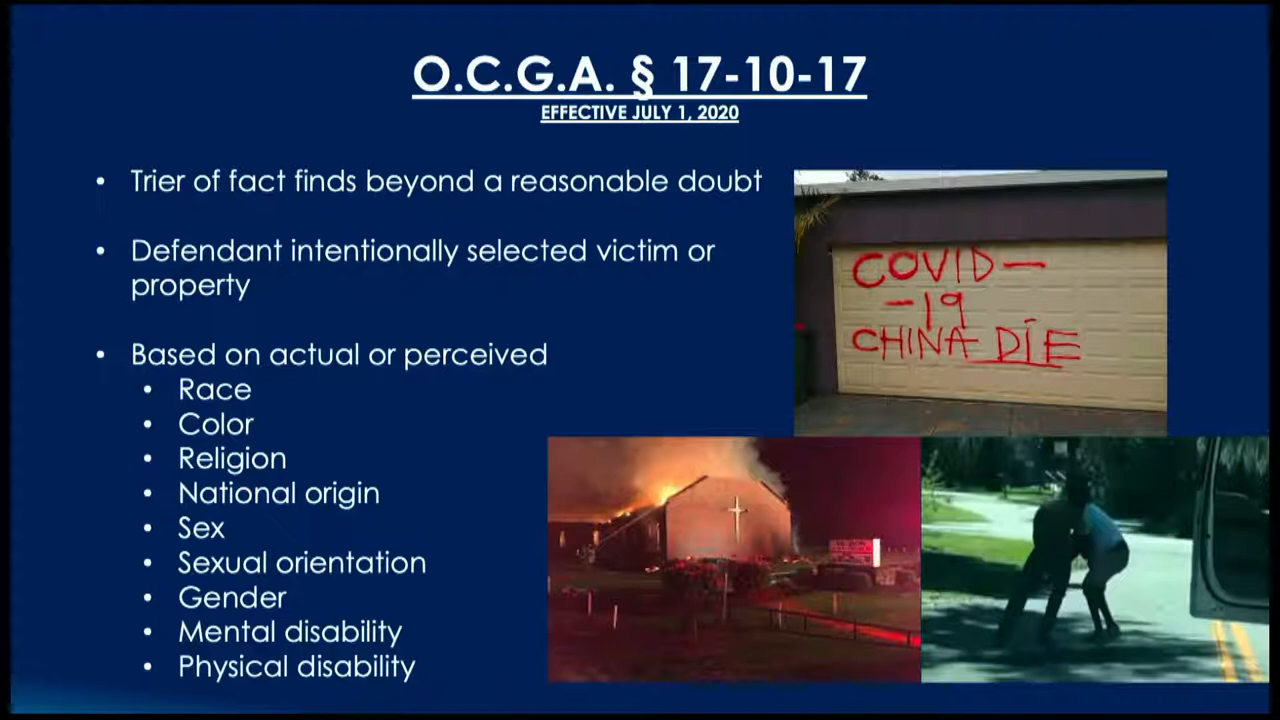 O.C.G.A. § 17-10-17
EFFECTIVE JULY 1, 2020
• Trier of fact finds beyond a reasonable doubt
• Defendant intentionally selected victim or
property
• Based on actual or perceived
• Race
• Color
• Religion
• National origin
• Sex
• Sexual orientation
• Gender
• Mental disability
• Physical disability
COVID-
-19
CHINA DIE